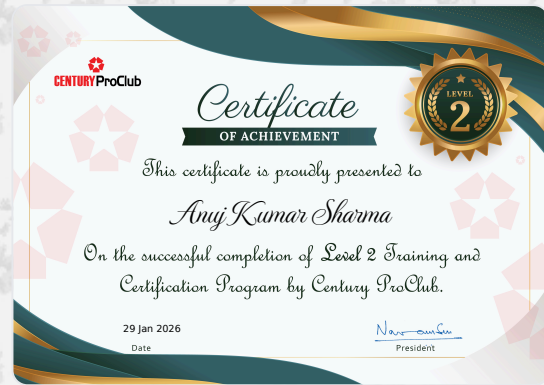 CENTURY ProClub
LEVEL
2
Certificate
OF ACHIEVEMENT
This certificate is proudly presented to
Anuj Kumar Sharma
On the successful completion of Level 2 Training and
Certification Program by Century ProClub.
29 Jan 2026
Date
President